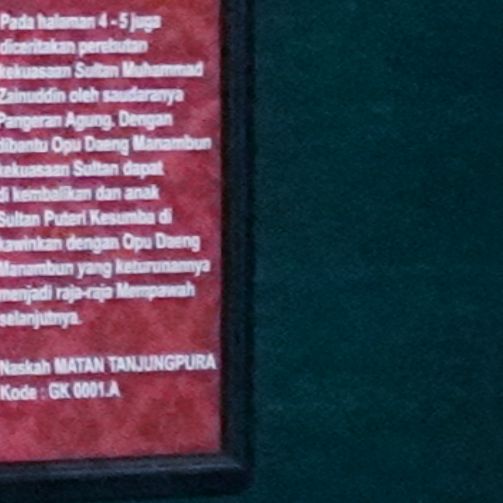 Pada halaman 4 - 5 juga
diceritakan perebutan
kekuasaan Sultan Muhammad
Zainuddin oleh saudaranya
Pangeran Agung. Dengan
dibantu Opu Daeng Manambun
kekuasaan Sultan dapat
di kembalikan dan anak
Sultan Puteri Kesumba di
kawinkan dengan Opu Daeng
Manambun yang keturunannya
menjadi raja-raja Mempawah
selanjutnya.
Naskah MATAN TANJUNGPURA
Kode : GK 0001.A